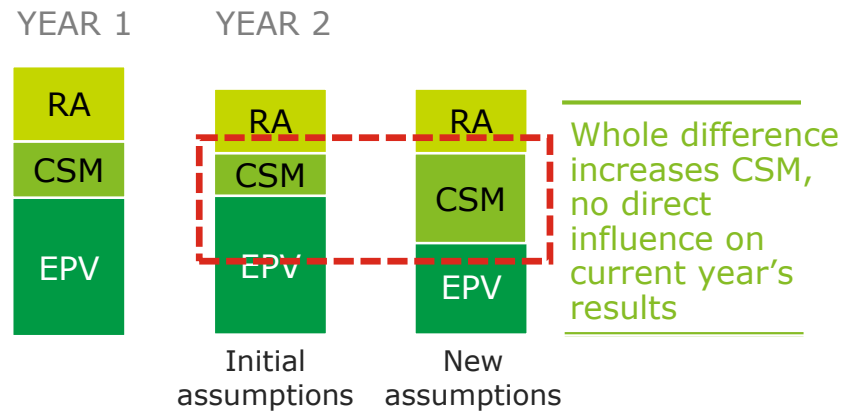 YEAR 1
YEAR 2
RA
CSM
EPV
RA
CSM
EPV
RA
CSM
EPV
Whole difference
increases CSM,
no direct
influence on
current year’s
results
Initial
assumptions
New
assumptions